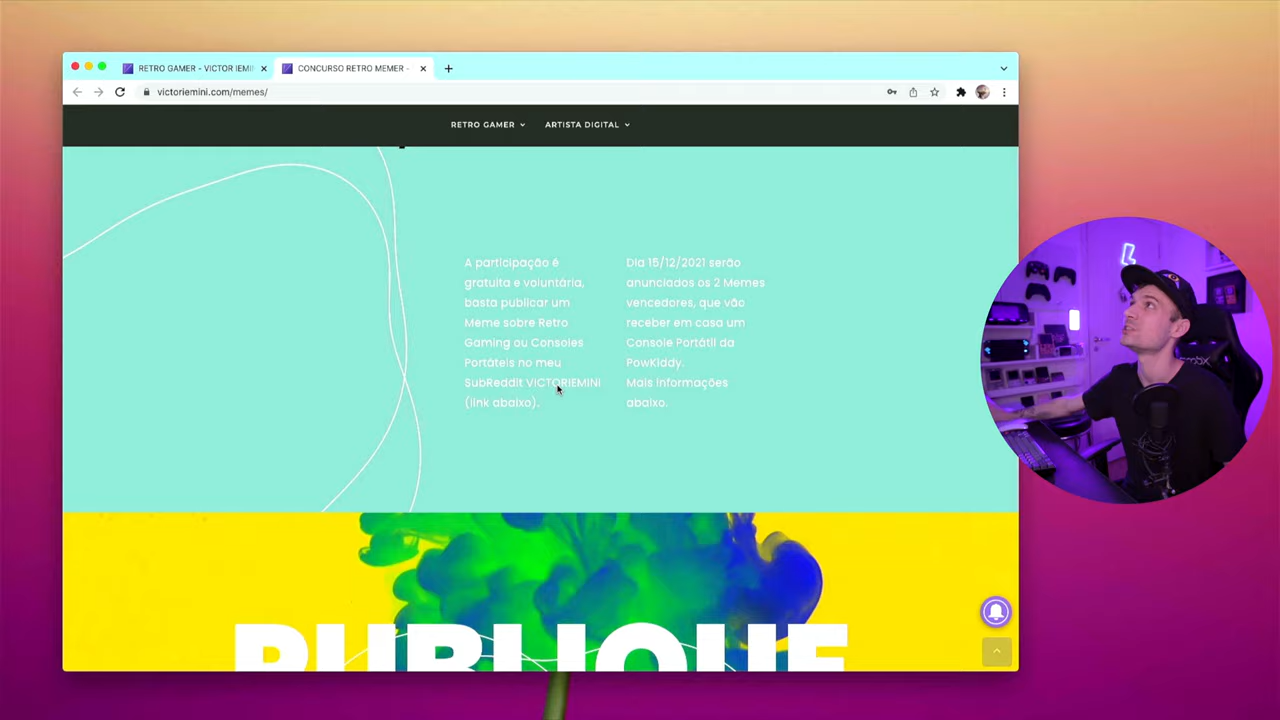 RETRO GAMER - VICTOR IEMI
CONCURSO RETRO MEMER -
victoriemini.com/memes/
RETRO GAMER
ARTISTA DIGITAL
A participação é
gratuita e voluntária,
basta publicar um
Meme sobre Retro
Gaming ou Consoles
Portáteis no meu
SubReddit VICTORIEMINI
(link abaixo).
Dia 15/12/2021 serão
anunciados os 2 Memes
vencedores, que vão
receber em casa um
Console Portátil da
PowKiddy.
Mais informações
abaixo.
PUBLIQUE